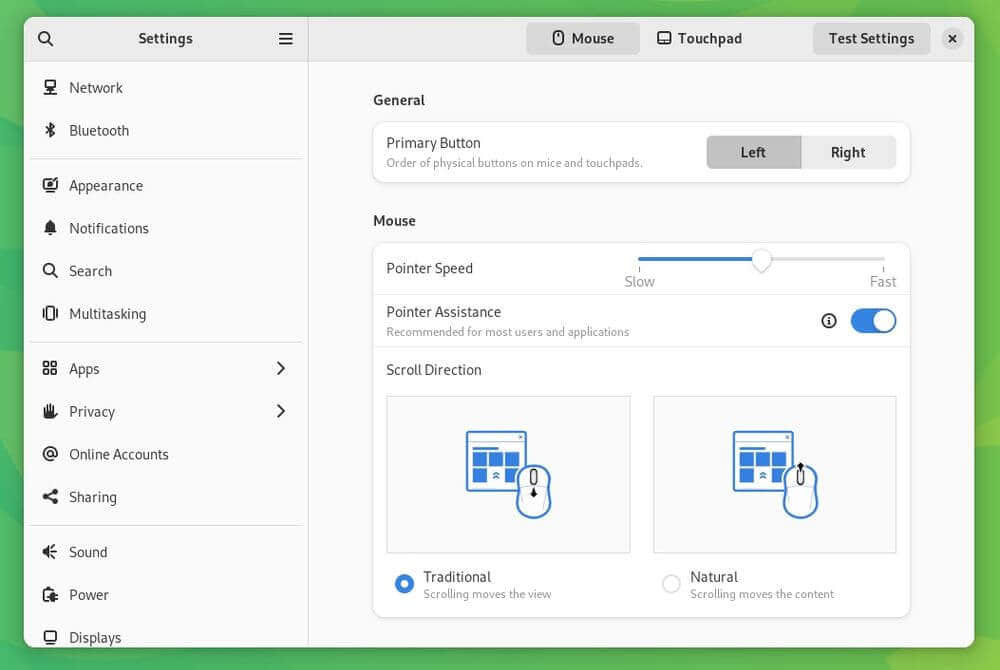 Settings
Mouse
Touchpad
Test Settings
Network
Bluetooth
Appearance
Notifications
Search
Multitasking
Apps
Privacy
Online Accounts
Sharing
Sound
Power
Displays
General
Primary Button
Order of physical buttons on mice and touchpads.
Left
Right
Mouse
Pointer Speed
Slow
Fast
Pointer Assistance
Recommended for most users and applications
Scroll Direction
Traditional
Scrolling moves the view
Natural
Scrolling moves the content